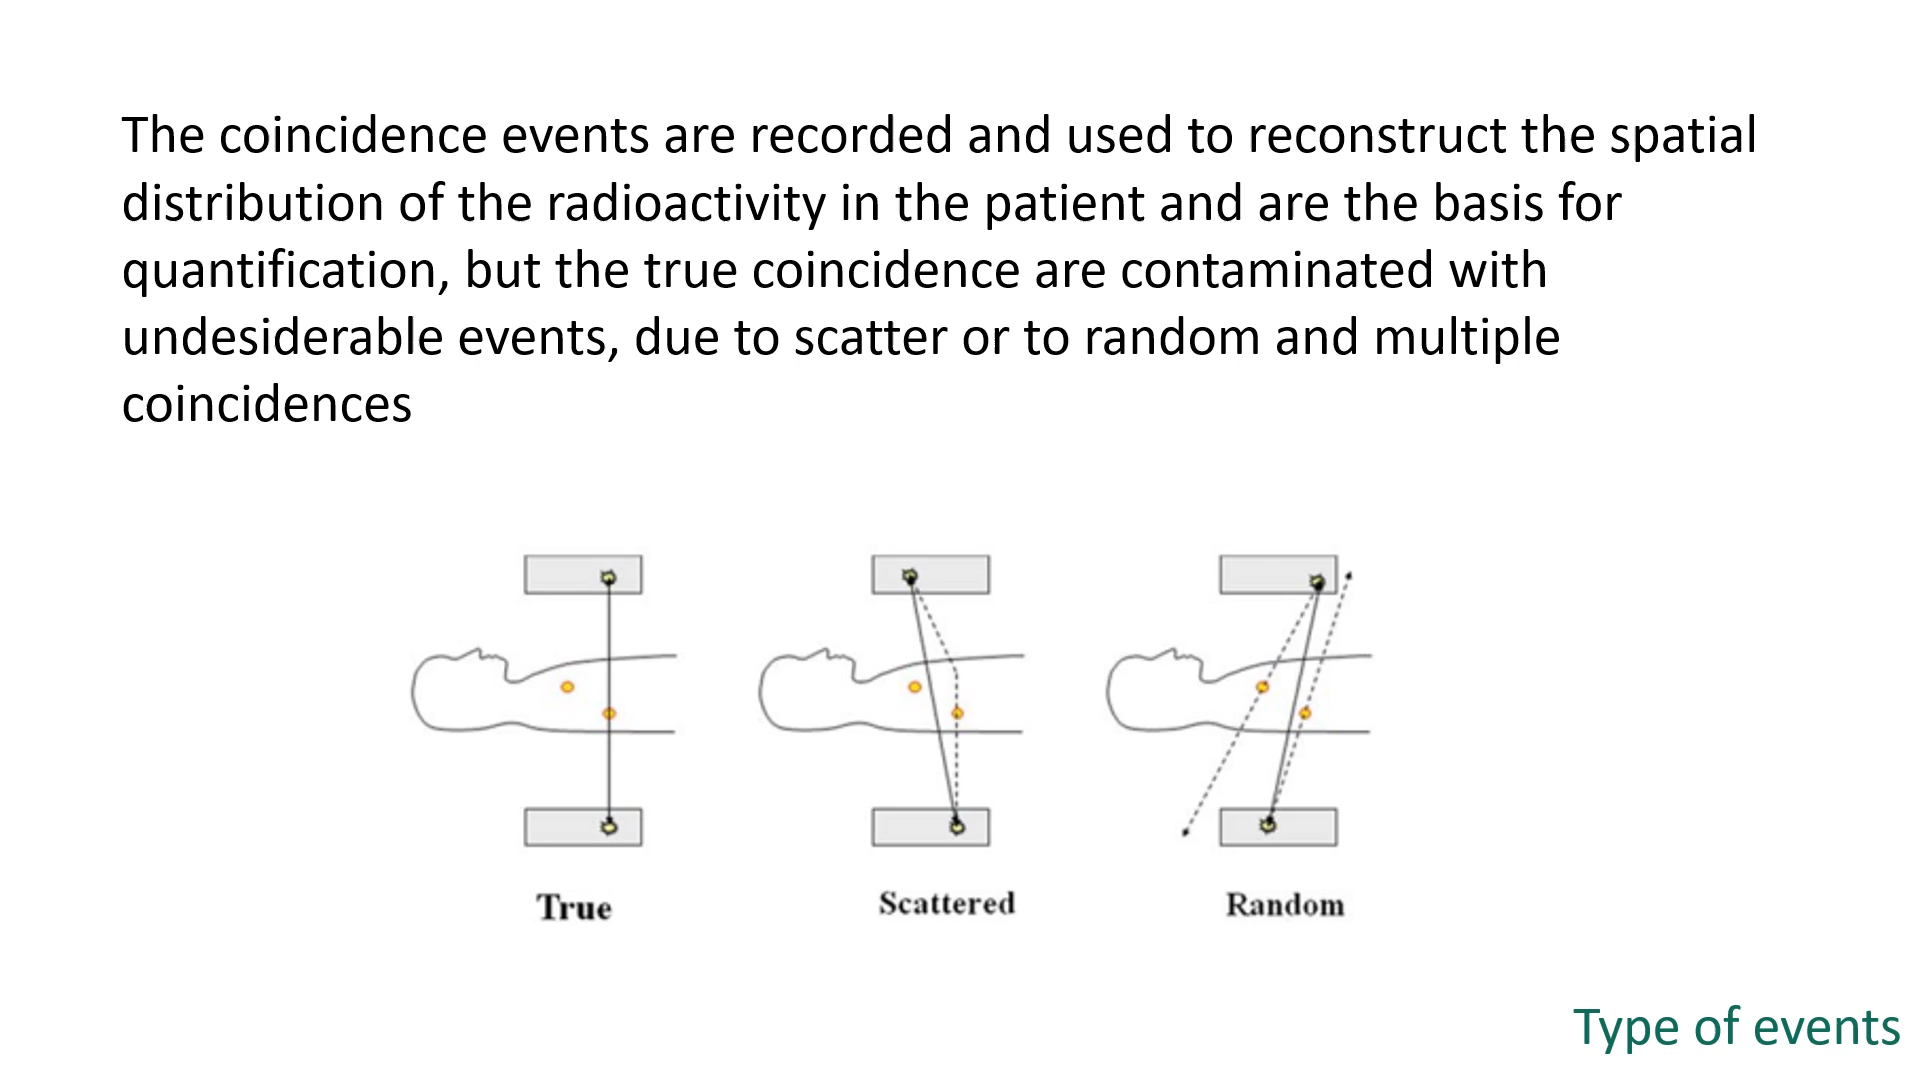 The coincidence events are recorded and used to reconstruct the spatial
distribution of the radioactivity in the patient and are the basis for
quantification, but the true coincidence are contaminated with
undesiderable events, due to scatter or to random and multiple
coincidences
True
Scattered
Random
Type of events